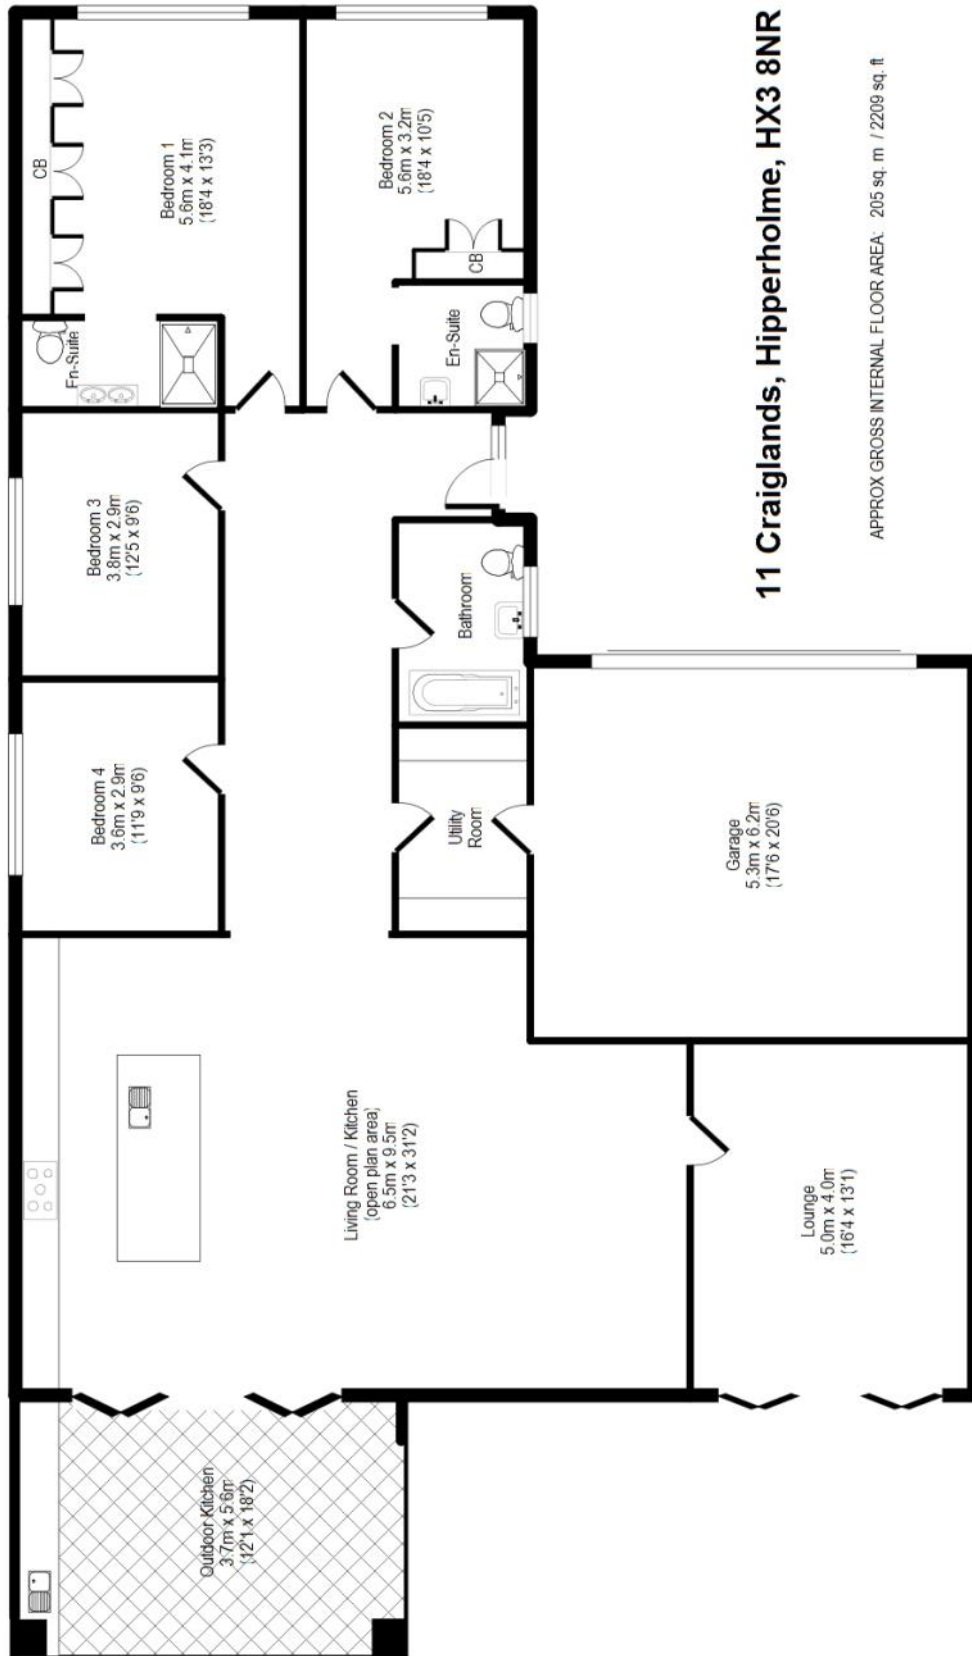 Outdoor Kitchen
3.7m x 5.6m
(12'1 x 18'2)
Living Room / Kitchen
(open plan area)
6.5m x 9.5m
(21'3 x 31'2)
Lounge
5.0m x 4.0m
(16'4 x 13'1)
Bedroom 4
3.6m x 2.9m
(11'9 x 9'6)
Utility
Room
Garage
5.3m x 6.2m
(17'6 x 20'6)
Bedroom 3
3.8m x 2.9m
(12'5 x 9'6)
Bathroom
En-Suite
En-Suite
CB
Bedroom 1
5.6m x 4.1m
(18'4 x 13'3)
Bedroom 2
5.6m x 3.2m
(18'4 x 10'5)
CB
11 Craiglands, Hipperholme, HX3 8NR
APPROX GROSS INTERNAL FLOOR AREA: 205 sq. m / 2209 sq. ft